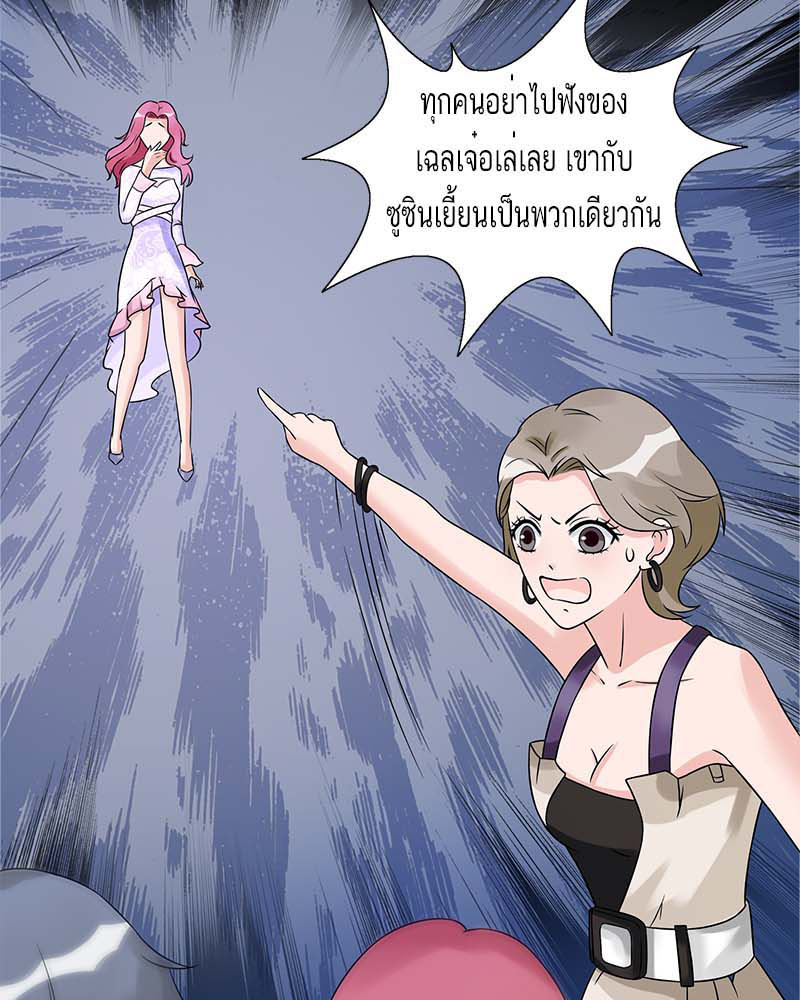 ทุกคนอย่าไปฟังของ
เฉลเจ๋อเล่เลย เขากับ
ซูซินเยี้ยนเป็นพวกเดียวกัน